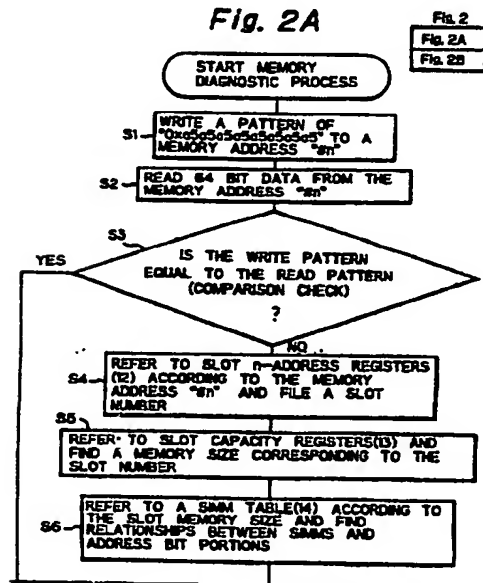 Fig. 2A
Fig. 2
Fig. 2A
Fig. 2B
START MEMORY
DIAGNOSTIC PROCESS
S1
WRITE A PATTERN OF
"0xa5a5a5a5a5a5a5a5" TO A
MEMORY ADDRESS "an"
S2
READ 64 BIT DATA FROM THE
MEMORY ADDRESS "an"
S3
YES
IS THE WRITE PATTERN
EQUAL TO THE READ PATTERN
(COMPARISON CHECK)
?
NO
S4
REFER TO SLOT n-ADDRESS REGISTERS
(12) ACCORDING TO THE MEMORY
ADDRESS "an" AND FILE A SLOT
NUMBER
S5
REFER TO SLOT CAPACITY REGISTERS(13) AND
FIND A MEMORY SIZE CORRESPONDING TO THE
SLOT NUMBER
S6
REFER TO A SIMM TABLE(14) ACCORDING TO
THE SLOT MEMORY SIZE AND FIND
RELATIONSHIPS BETWEEN SIMMS AND
ADDRESS BIT PORTIONS